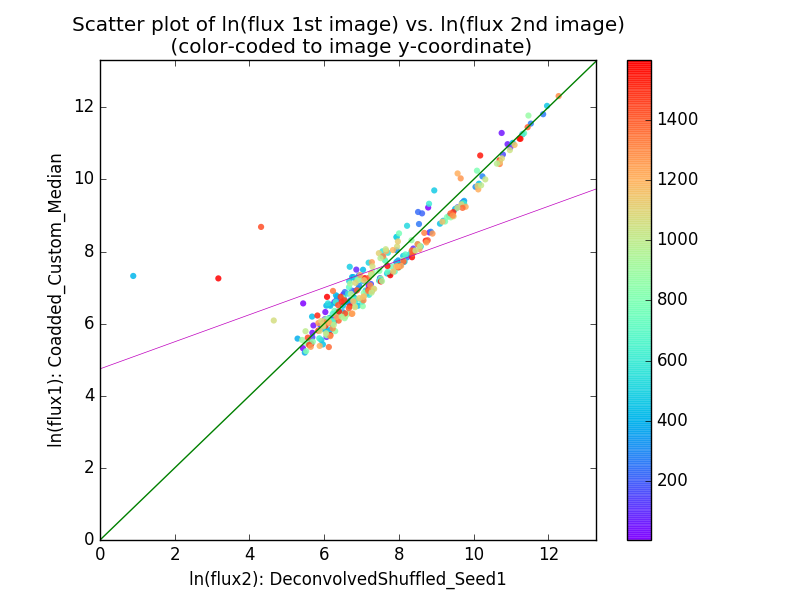 Scatter plot of ln(flux 1st image) vs. ln(flux 2nd image)
(color-coded to image y-coordinate)
ln(flux1): Coadded_Custom_Median
12
10
8
6
4
2
0
0 2 4 6 8 10 12
ln(flux2): DeconvolvedShuffled_Seed1
1400
1200
1000
800
600
400
200